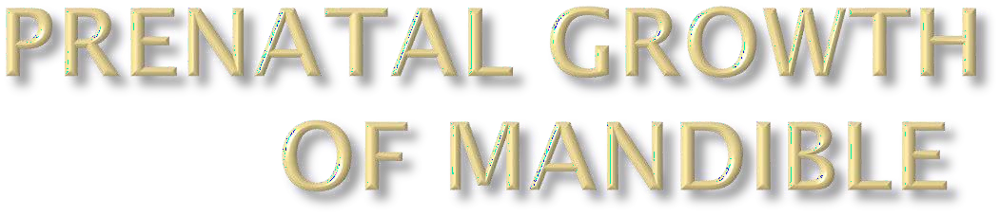 PRENATAL GROWTH
OF MANDIBLE